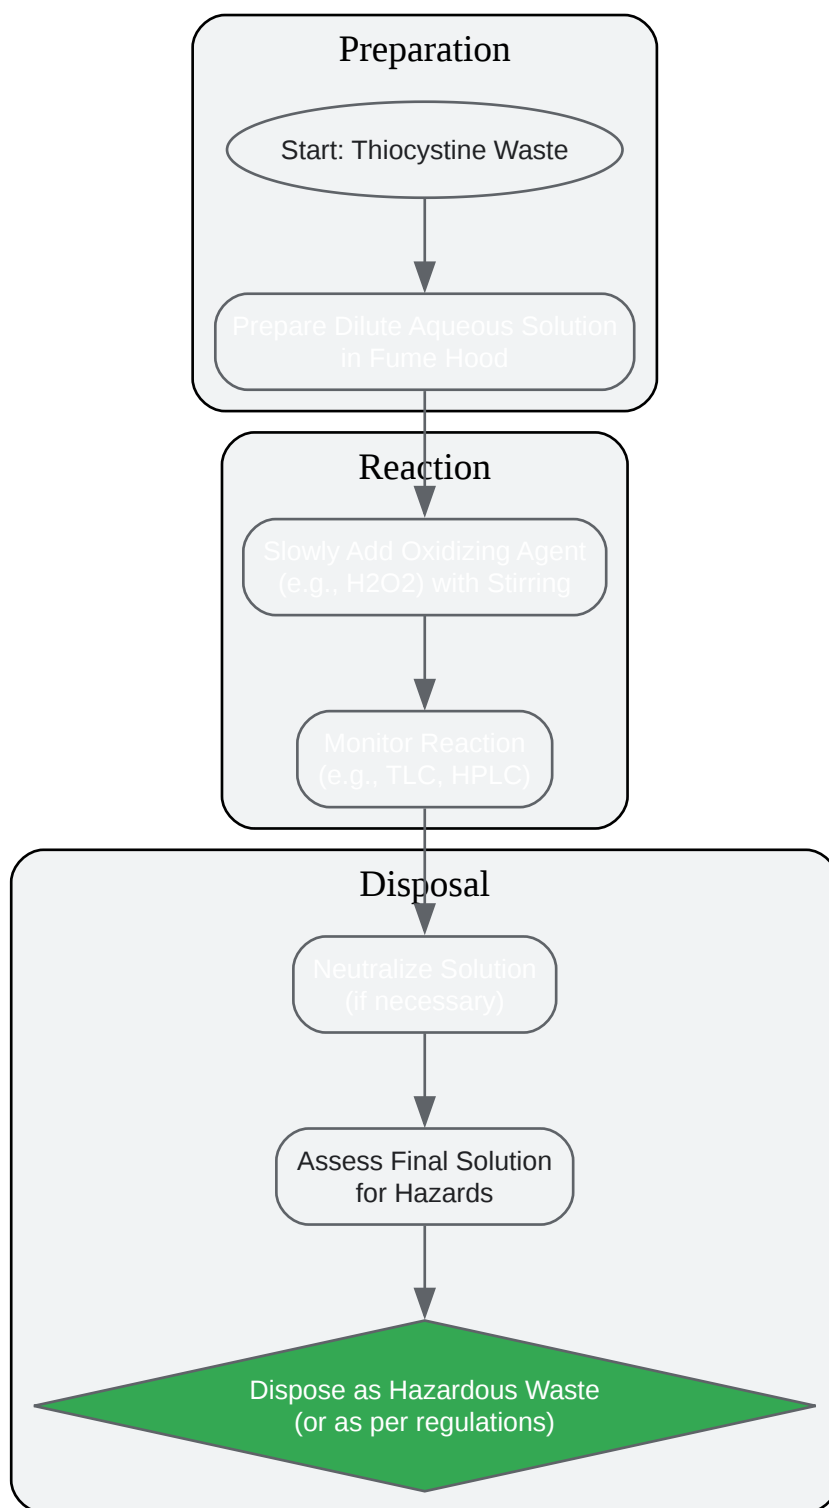 Preparation
Start: Thiocystine Waste
Prepare Dilute Aqueous Solution
in Fume Hood
Reaction
Slowly Add Oxidizing Agent
(e.g., H2O2) with Stirring
Monitor Reaction
(e.g., TLC, HPLC)
Disposal
Neutralize Solution
(if necessary)
Assess Final Solution
for Hazards
Dispose as Hazardous Waste
(or as per regulations)